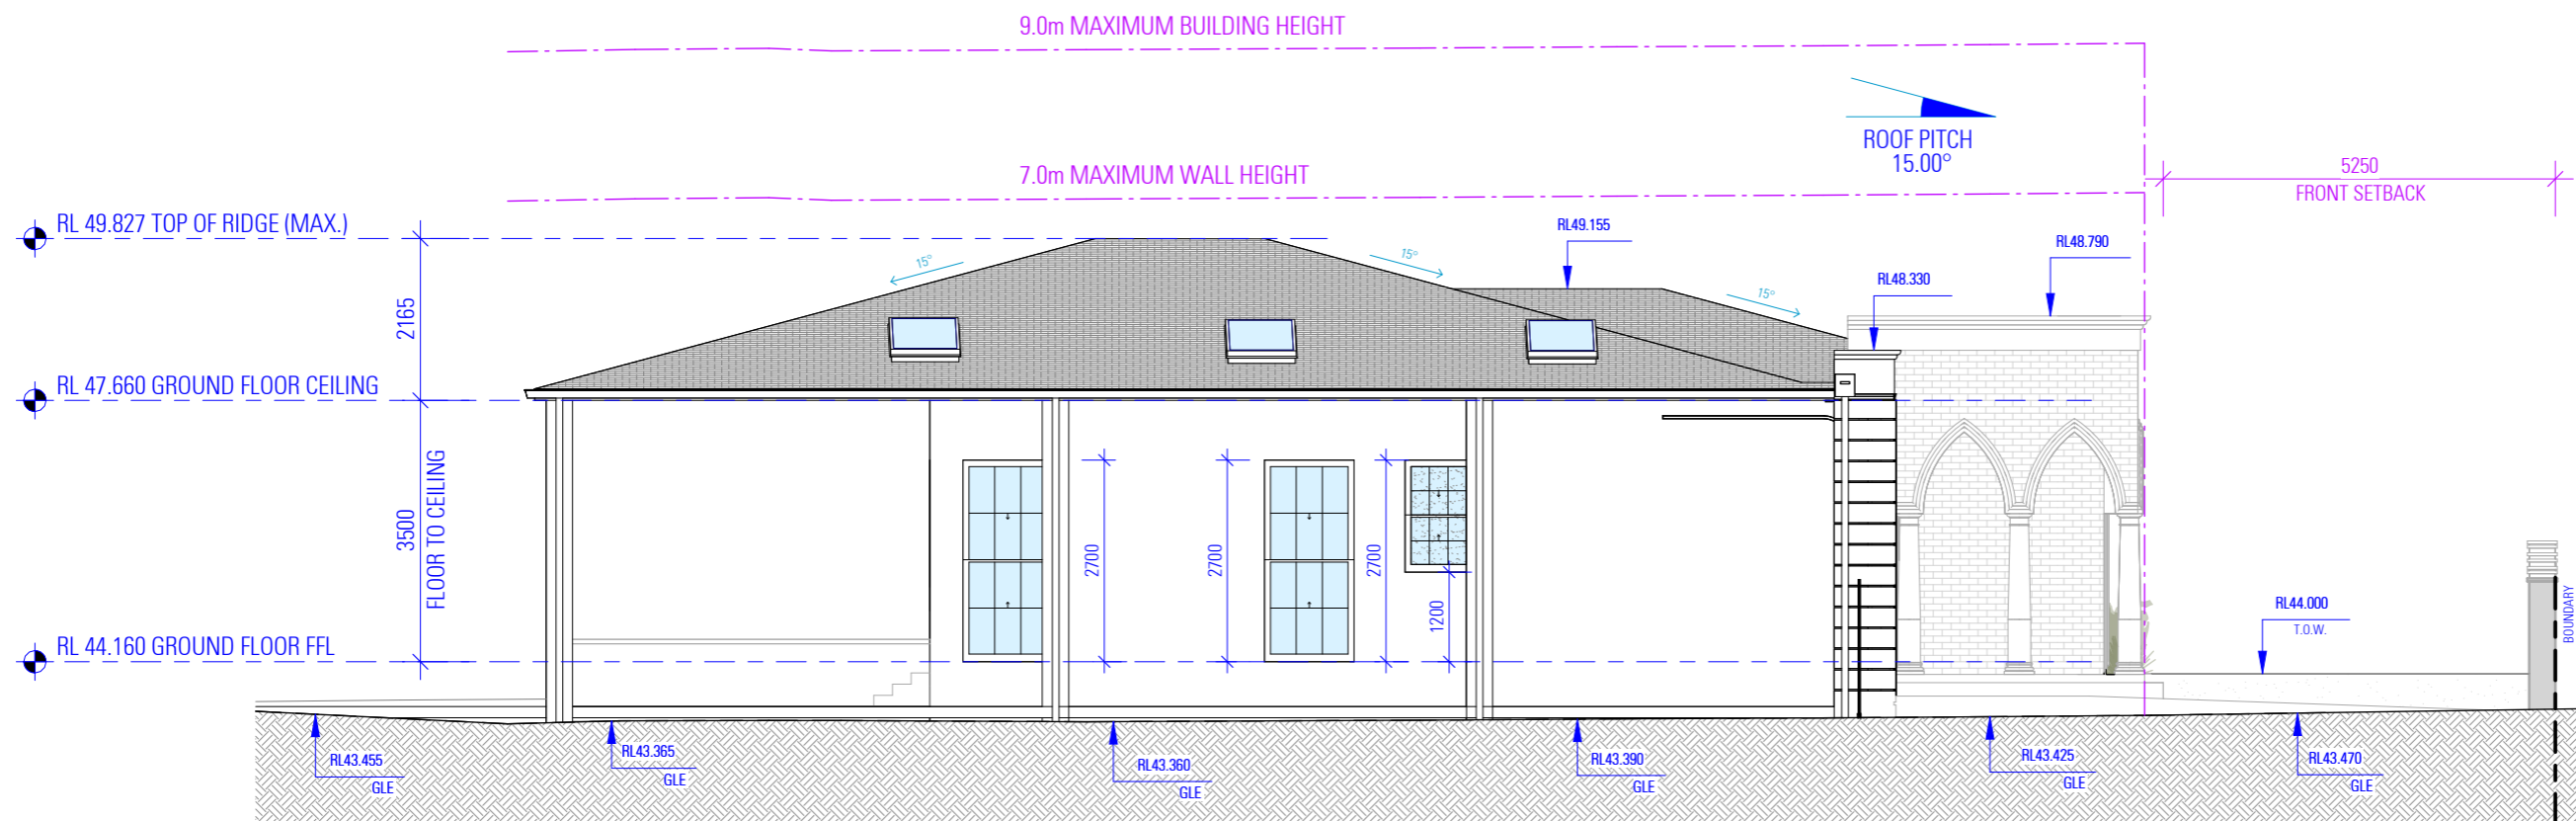 9.0m MAXIMUM BUILDING HEIGHT
ROOF PITCH
15.00°
7.0m MAXIMUM WALL HEIGHT
5250
FRONT SETBACK
RL 49.827 TOP OF RIDGE (MAX.)
RL49.155
RL48.790
RL48.330
15°
15°
15°
2165
RL 47.660 GROUND FLOOR CEILING
3500
FLOOR TO CEILING
2700
2700
2700
1200
RL44.000
T.O.W.
BOUNDARY
RL 44.160 GROUND FLOOR FFL
RL43.455
GLE
RL43.365
GLE
RL43.360
GLE
RL43.390
GLE
RL43.425
GLE
RL43.470
GLE